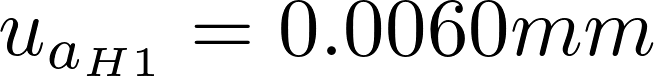 u_{a_{H1}} = 0.0060mm